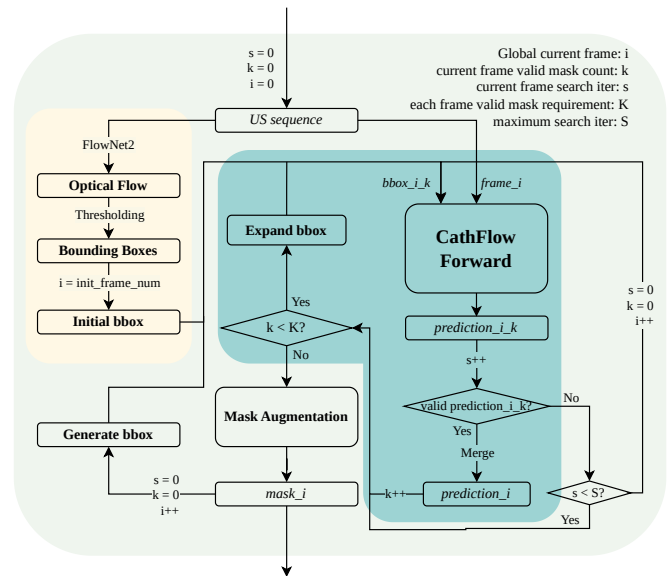 s = 0
k = 0
i = 0
Global current frame: i
current frame valid mask count: k
current frame search iter: s
each frame valid mask requirement: K
maximum search iter: S
US sequence
FlowNet2
Optical Flow
Thresholding
Bounding Boxes
i = init_frame_num
Initial bbox
bbox_i_k
frame_i
Expand bbox
CathFlow
Forward
Yes
k < K?
No
prediction_i_k
s++
valid prediction_i_k?
No
Yes
Merge
prediction_i
k++
s < S?
Yes
s = 0
k = 0
i++
Mask Augmentation
Generate bbox
mask_i
s = 0
k = 0
i++